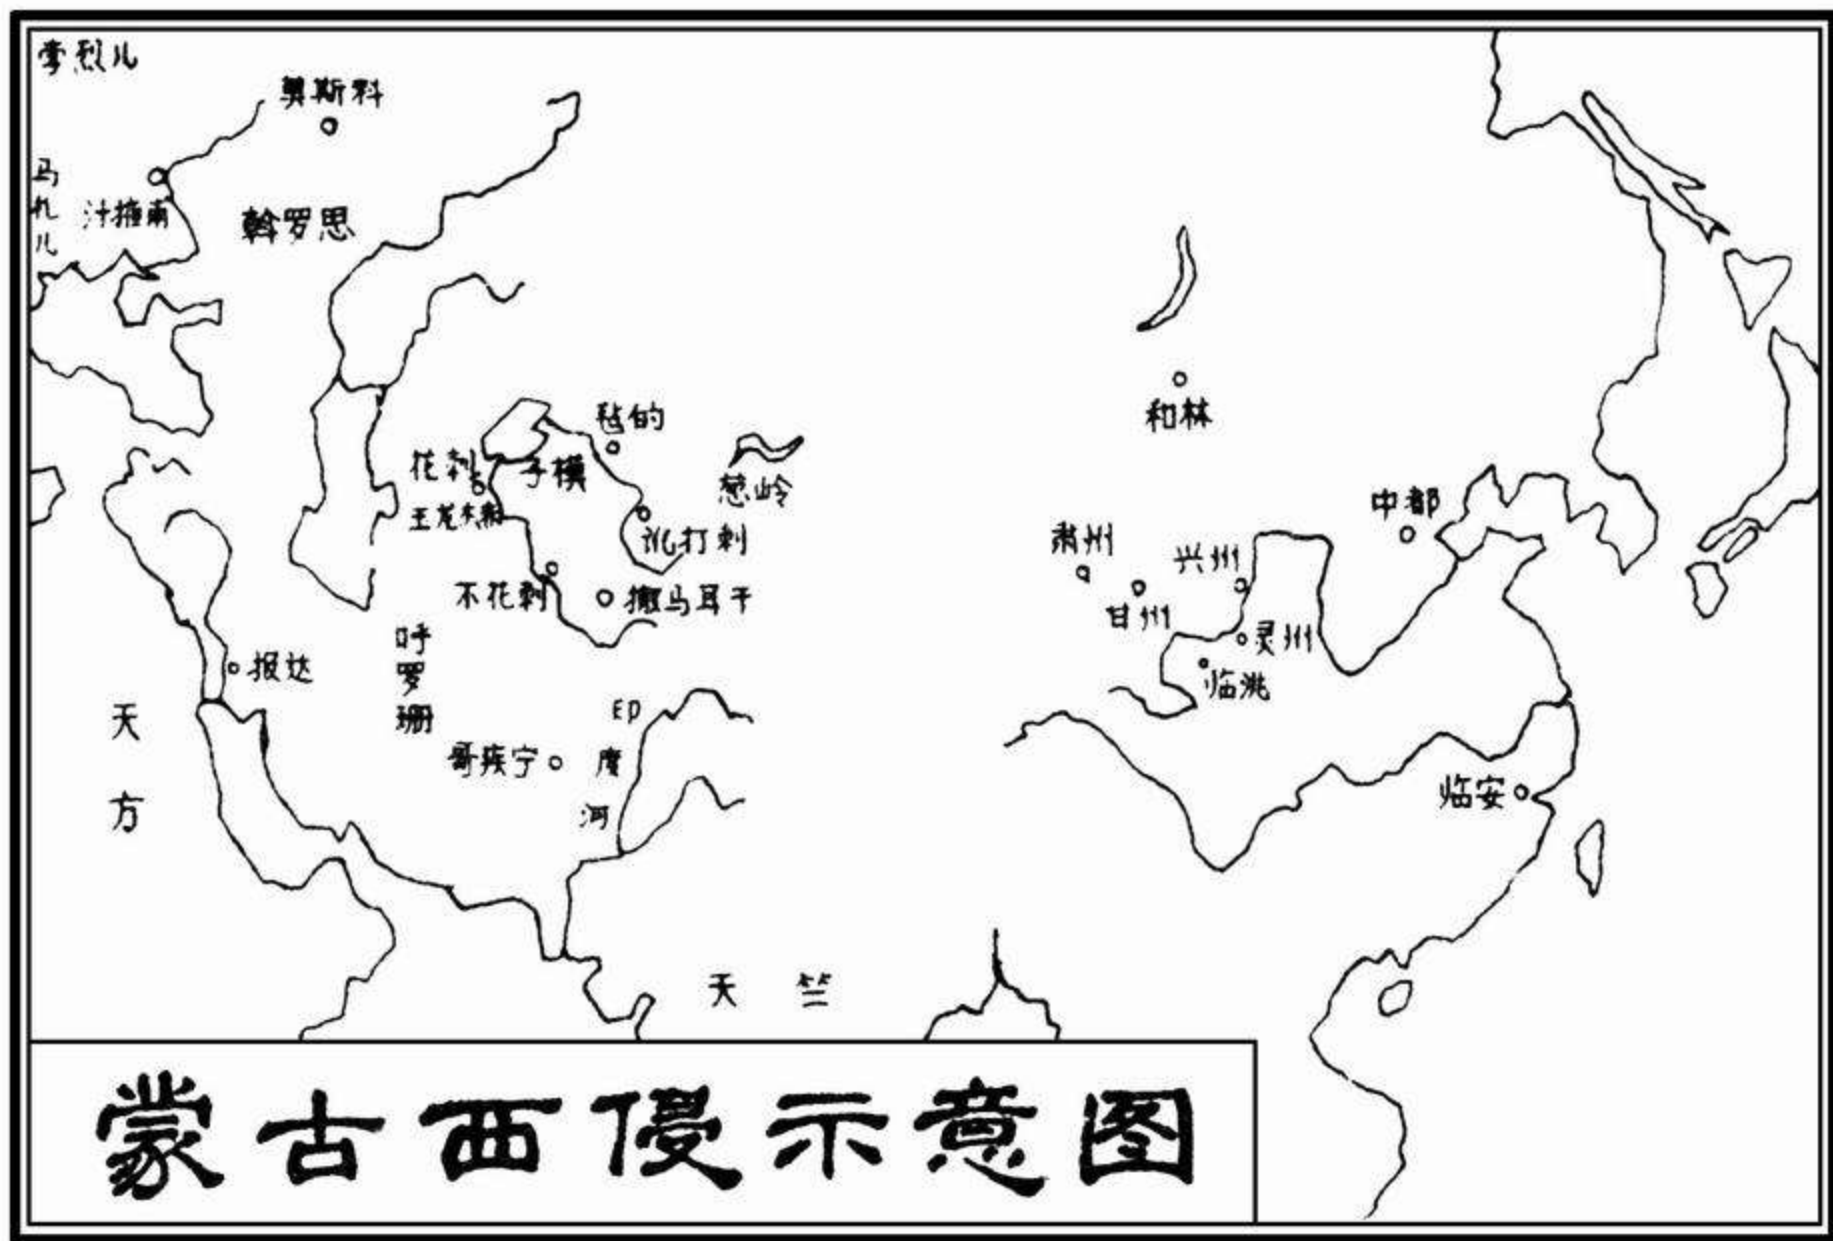 孛烈儿
莫斯科
马札儿
计掖甫
斡罗思
和林
毡的
花剌子模
葱岭
玉龙杰赤
讹打剌
中都
肃州
兴州
甘州
不花剌
撒马耳干
灵州
呼罗珊
报达
临洮
天方
印度河
哥疾宁
临安
天竺
蒙古西侵示意图